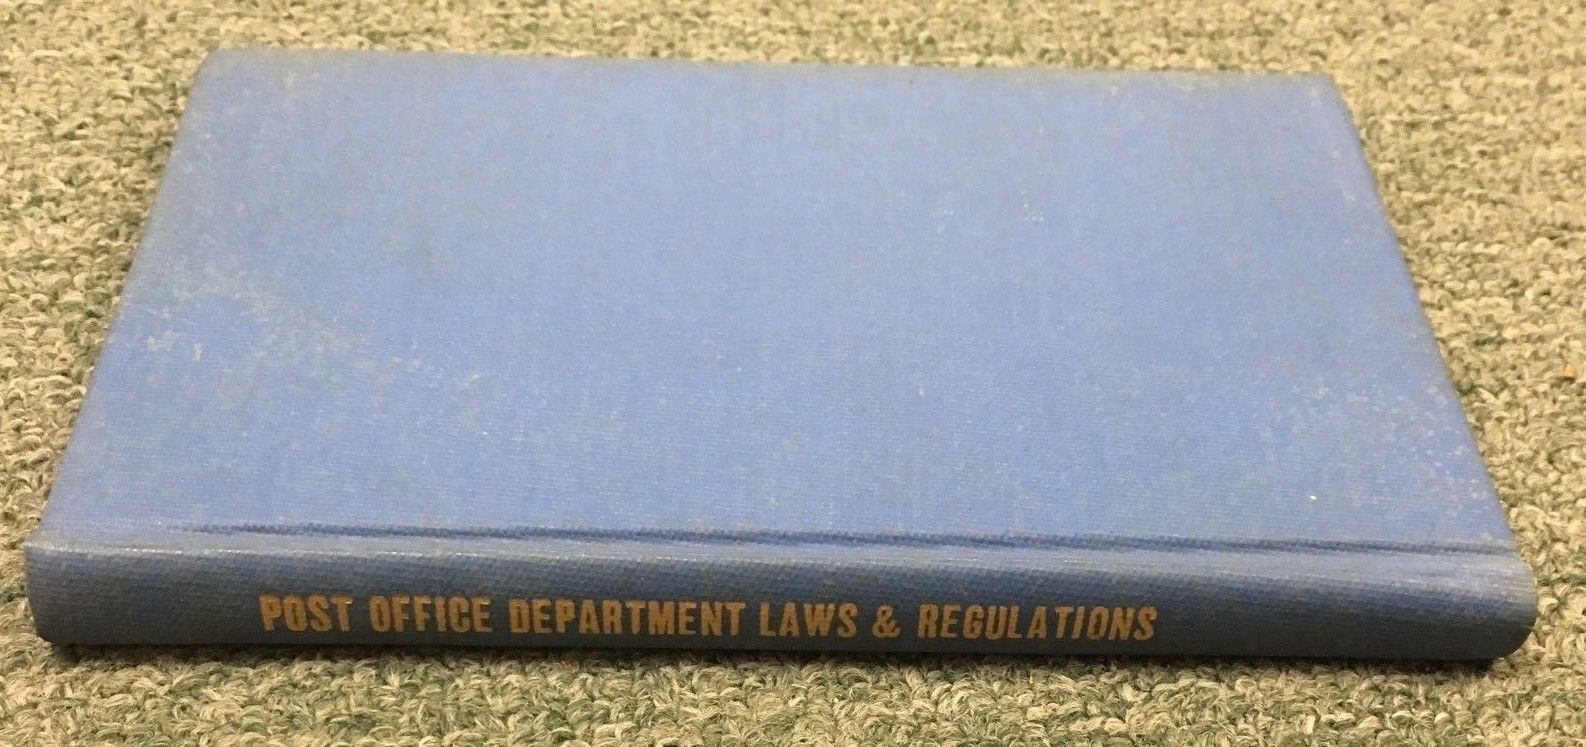 POST OFFICE DEPARTMENT LAWS & REGULATIONS